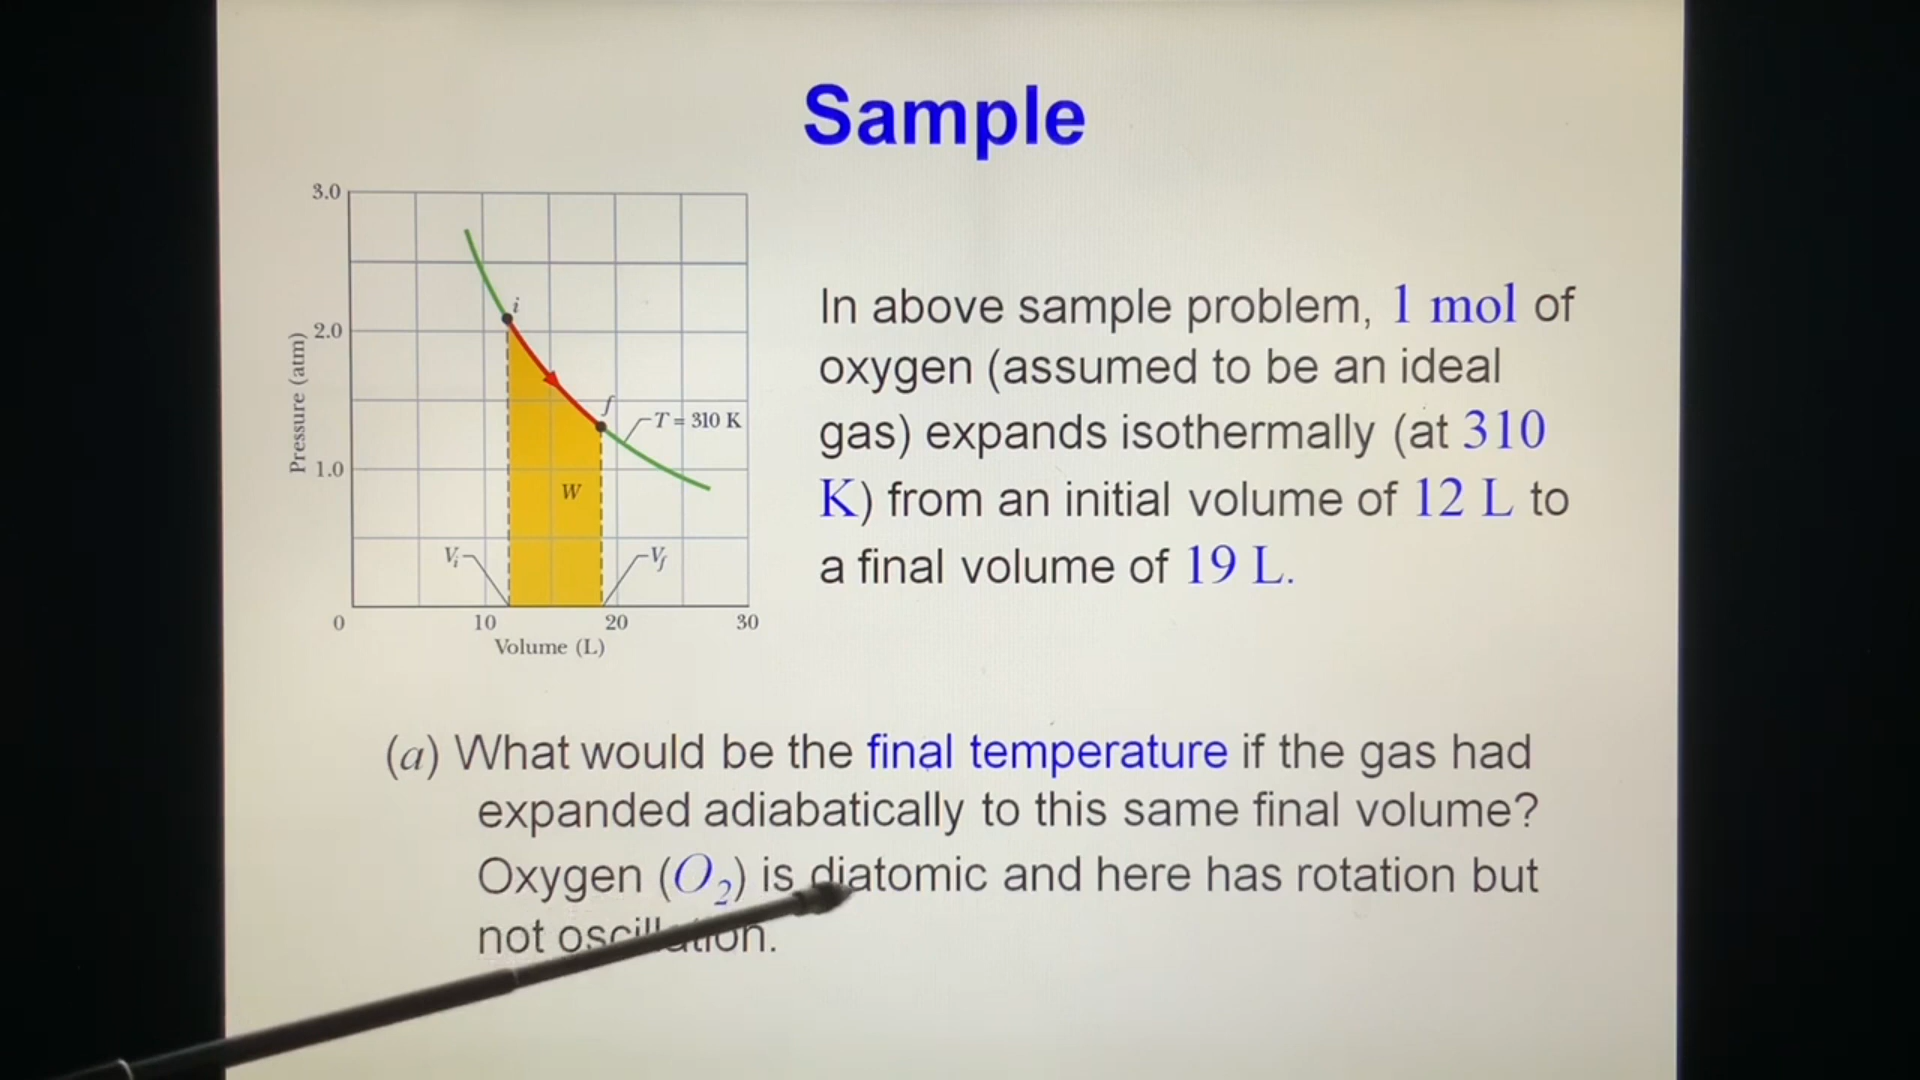 Sample
3.0
2.0
1.0
0
10
20
30
Pressure (atm)
Volume (L)
i
f
T = 310 K
W
Vi
Vf
In above sample problem, 1 mol of
oxygen (assumed to be an ideal
gas) expands isothermally (at 310
K) from an initial volume of 12 L to
a final volume of 19 L.
(a) What would be the final temperature if the gas had
expanded adiabatically to this same final volume?
Oxygen (O2) is diatomic and here has rotation but
not oscillation.